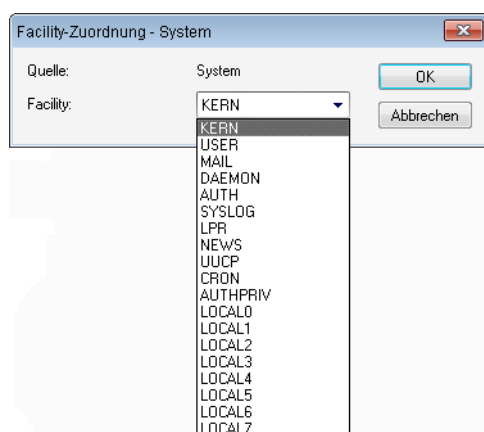 Facility-Zuordnung - System
Quelle: System
OK
Facility: KERN
Abbrechen
KERN
USER
MAIL
DAEMON
AUTH
SYSLOG
LPR
NEWS
UUCP
CRON
AUTHPRIV
LOCAL0
LOCAL1
LOCAL2
LOCAL3
LOCAL4
LOCAL5
LOCAL6
LOCAL7